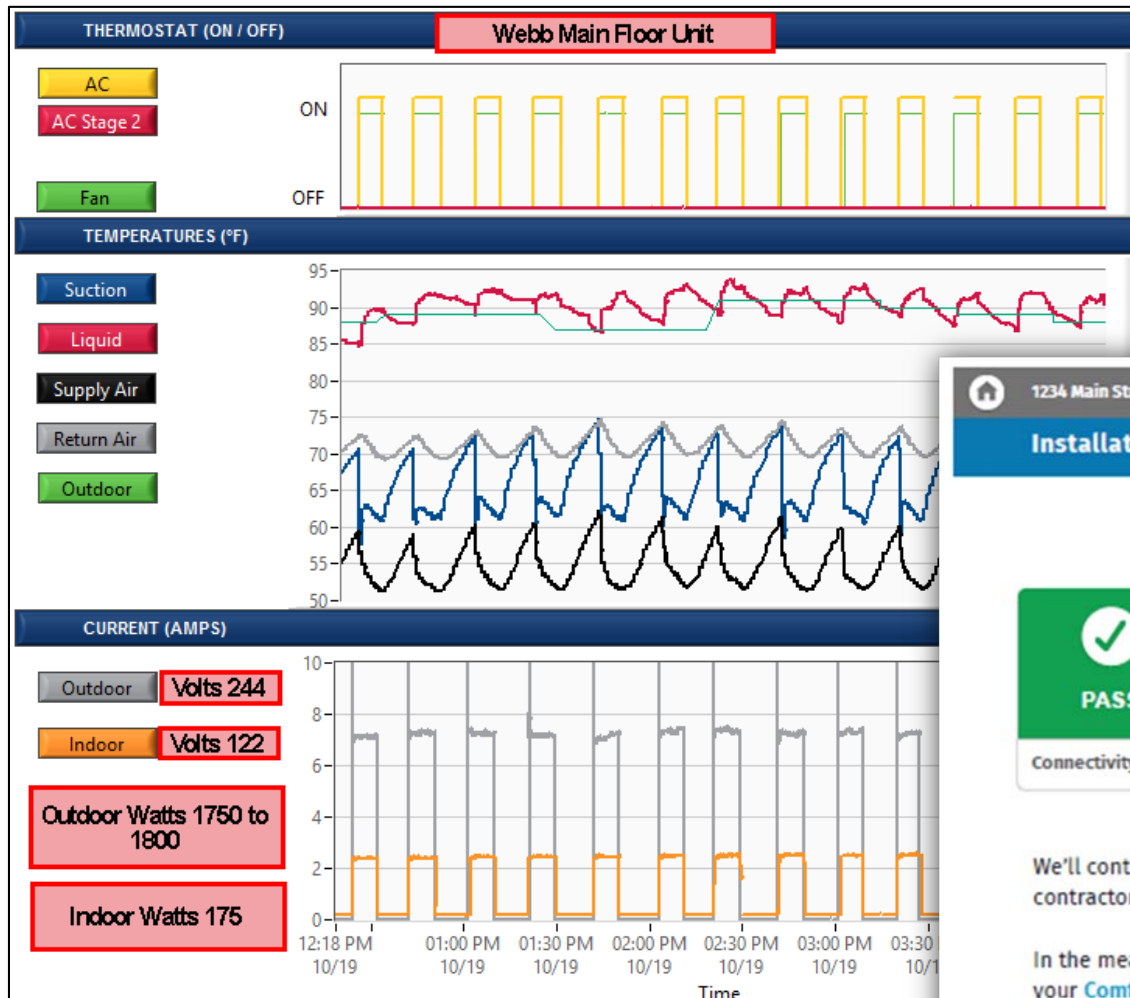 THERMOSTAT (ON / OFF)
Webb Main Floor Unit
AC
AC Stage 2
Fan
ON
OFF
TEMPERATURES (°F)
Suction
Liquid
Supply Air
Return Air
Outdoor
95
90
85
80
75
70
65
60
55
50
CURRENT (AMPS)
Outdoor
Volts 244
Indoor
Volts 122
Outdoor Watts 1750 to
1800
Indoor Watts 175
10
8
6
4
2
0
12:18 PM 01:00 PM 01:30 PM 02:00 PM 02:30 PM 03:00 PM 03:30
10/19 10/19 10/19 10/19 10/19 10/19 10/1
Time
1234 Main St
Installat
PASS
Connectivity
We'll cont
contractor
In the mea
your Comf